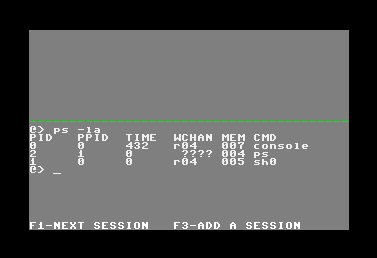 @> ps -la
PID   PPID  TIME  WCHAN MEM CMD
0     0     432   r04   007 console
2     1     0      ???? 004 ps
1     0     0     r04   005 sh0
@> _
F1-NEXT SESSION   F3-ADD A SESSION